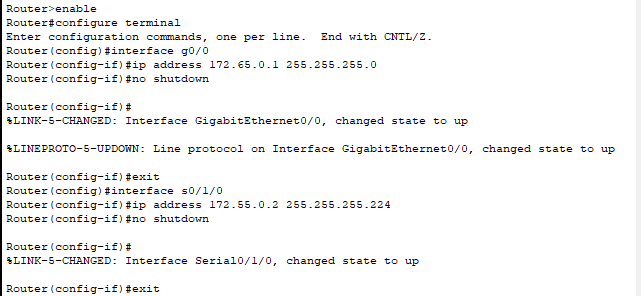 Router>enable
Router#configure terminal
Enter configuration commands, one per line.  End with CNTL/Z.
Router(config)#interface g0/0
Router(config-if)#ip address 172.65.0.1 255.255.255.0
Router(config-if)#no shutdown
Router(config-if)#
%LINK-5-CHANGED: Interface GigabitEthernet0/0, changed state to up
%LINEPROTO-5-UPDOWN: Line protocol on Interface GigabitEthernet0/0, changed state to up
Router(config-if)#exit
Router(config)#interface s0/1/0
Router(config-if)#ip address 172.55.0.2 255.255.255.224
Router(config-if)#no shutdown
Router(config-if)#
%LINK-5-CHANGED: Interface Serial0/1/0, changed state to up
Router(config-if)#exit